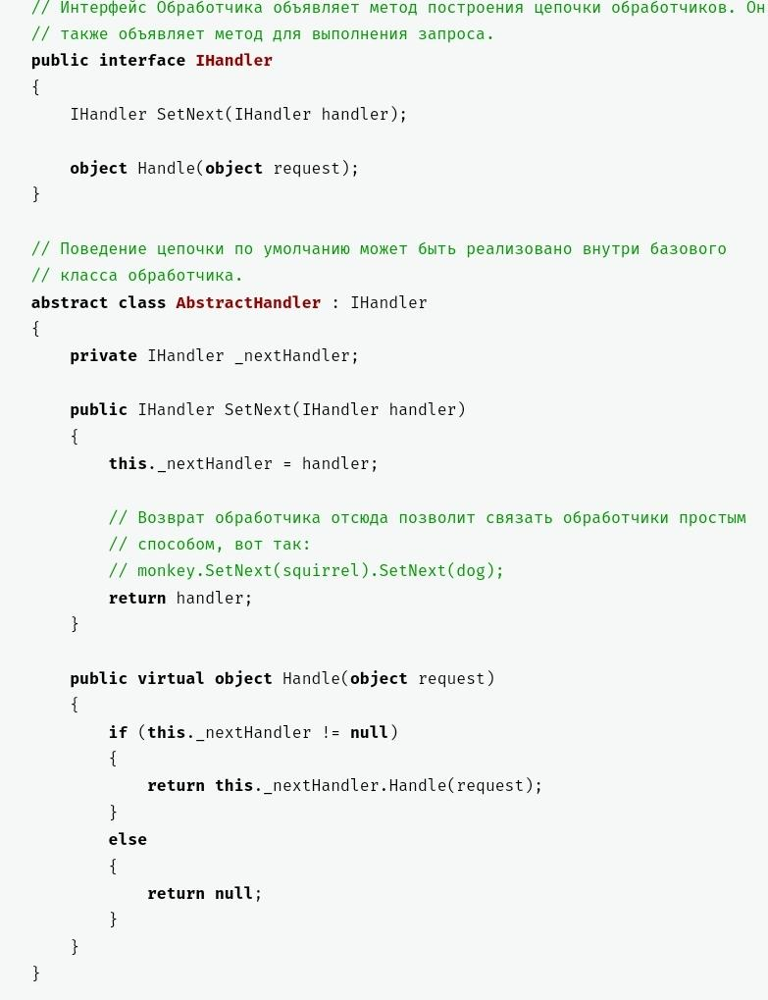 // Интерфейс Обработчика объявляет метод построения цепочки обработчиков. Он
// также объявляет метод для выполнения запроса.
public interface IHandler
{
    IHandler SetNext(IHandler handler);

    object Handle(object request);
}

// Поведение цепочки по умолчанию может быть реализовано внутри базового
// класса обработчика.
abstract class AbstractHandler : IHandler
{
    private IHandler _nextHandler;

    public IHandler SetNext(IHandler handler)
    {
        this._nextHandler = handler;

        // Возврат обработчика отсюда позволит связать обработчики простым
        // способом, вот так:
        // monkey.SetNext(squirrel).SetNext(dog);
        return handler;
    }

    public virtual object Handle(object request)
    {
        if (this._nextHandler != null)
        {
            return this._nextHandler.Handle(request);
        }
        else
        {
            return null;
        }
    }
}